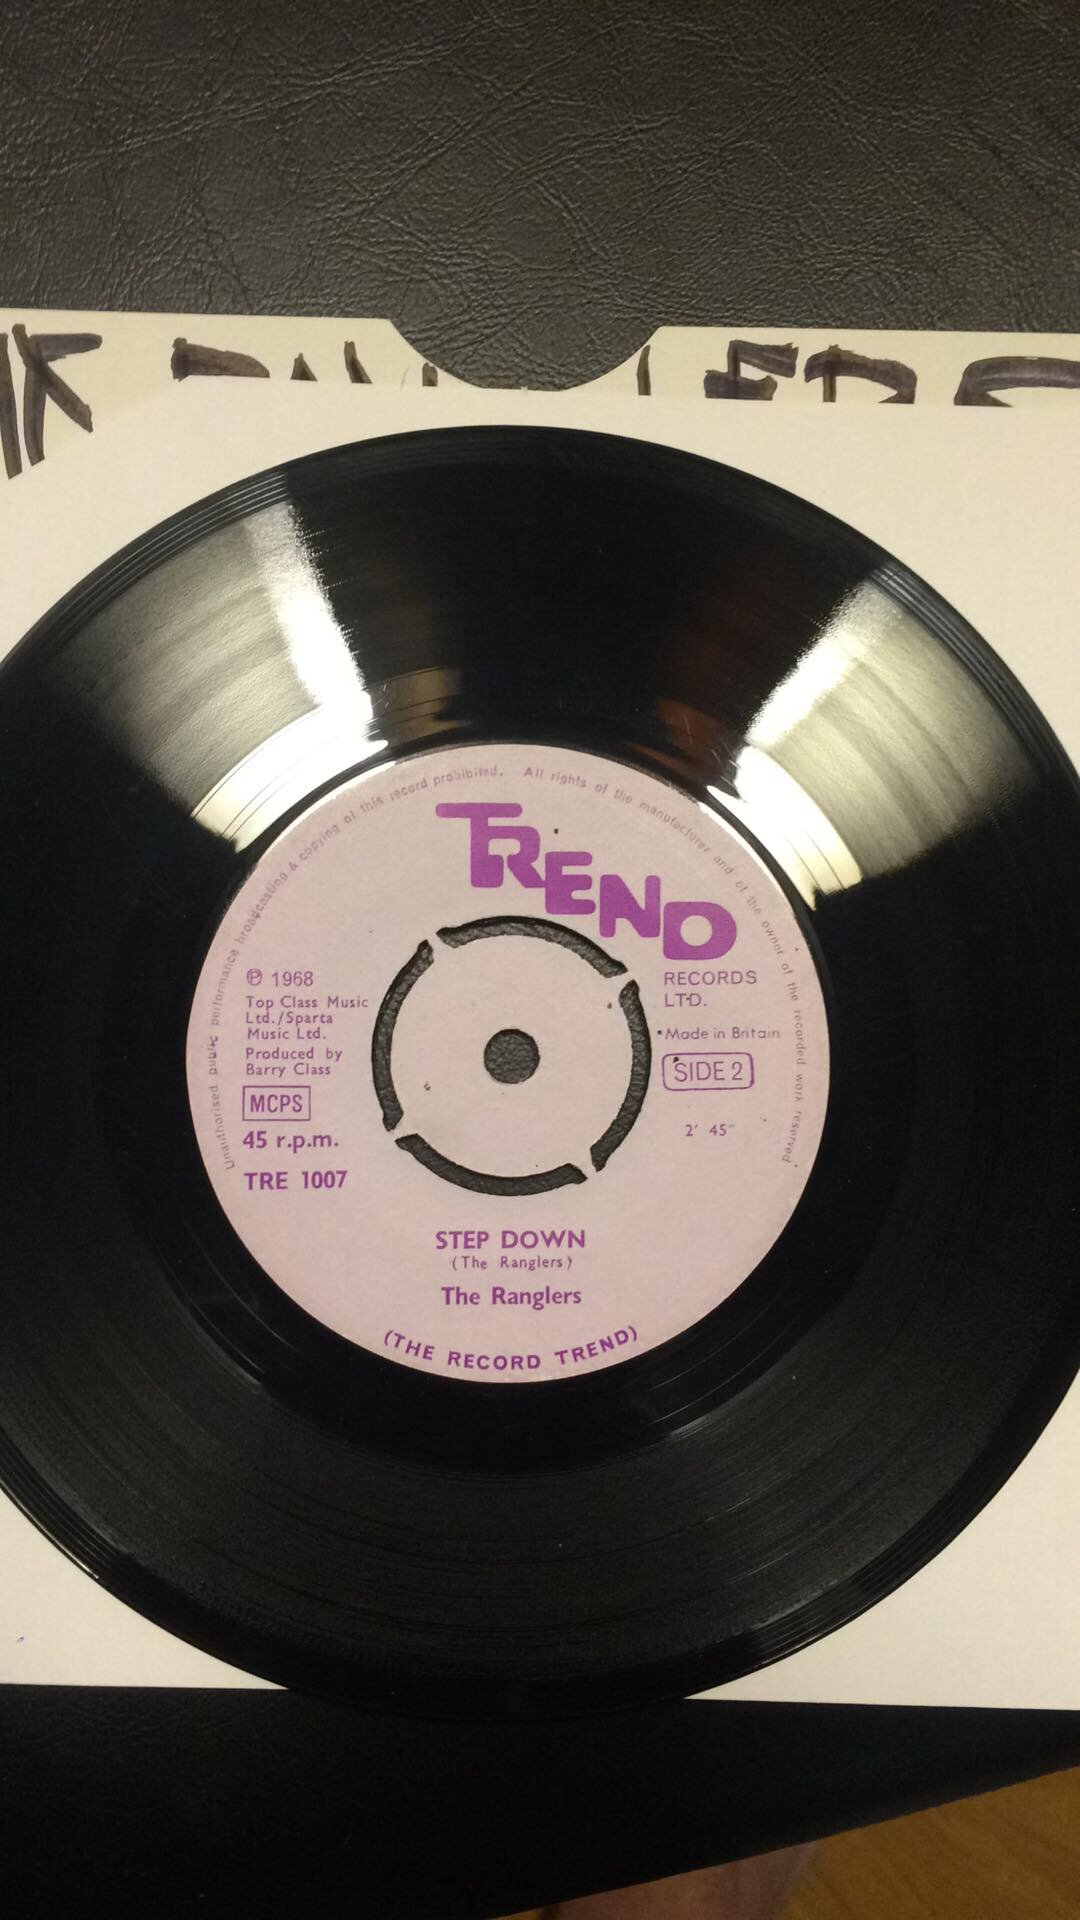 Unauthorised public performance broadcasting & copying of this record prohibited. All rights of the manufacturer and of the owner of the recorded work reserved
TREND
RECORDS
LTD.
Made in Britain
SIDE 2
2' 45"
℗ 1968
Top Class Music
Ltd./Sparta
Music Ltd.
Produced by
Barry Class
MCPS
45 r.p.m.
TRE 1007
STEP DOWN
(The Ranglers)
The Ranglers
(THE RECORD TREND)